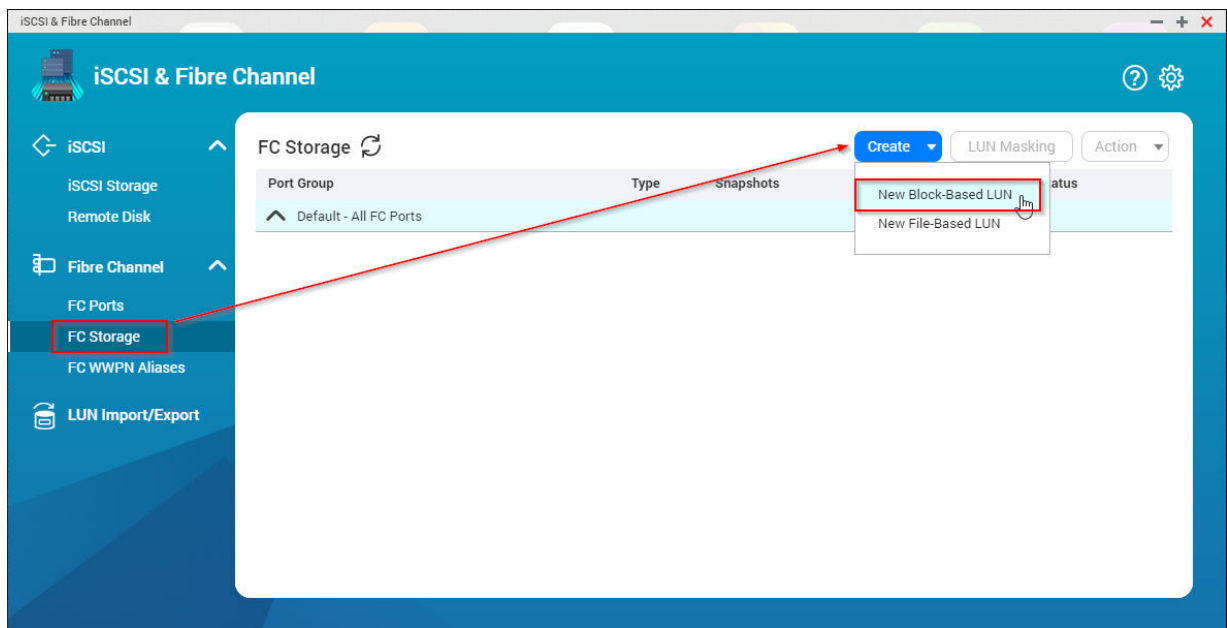 iSCSI & Fibre Channel
iSCSI & Fibre Channel
iSCSI
iSCSI Storage
Remote Disk
Fibre Channel
FC Ports
FC Storage
FC WWPN Aliases
LUN Import/Export
FC Storage
Create
LUN Masking
Action
Port Group Type Snapshots atus
Default - All FC Ports
New Block-Based LUN
New File-Based LUN